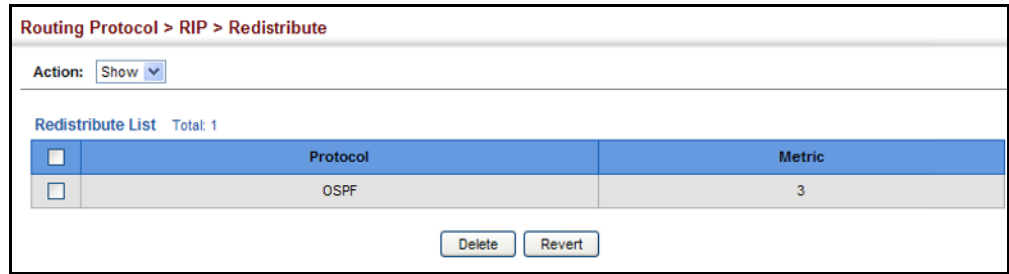 Routing Protocol > RIP > Redistribute
Action: Show
Redistribute List Total: 1
Protocol Metric
OSPF 3
Delete Revert